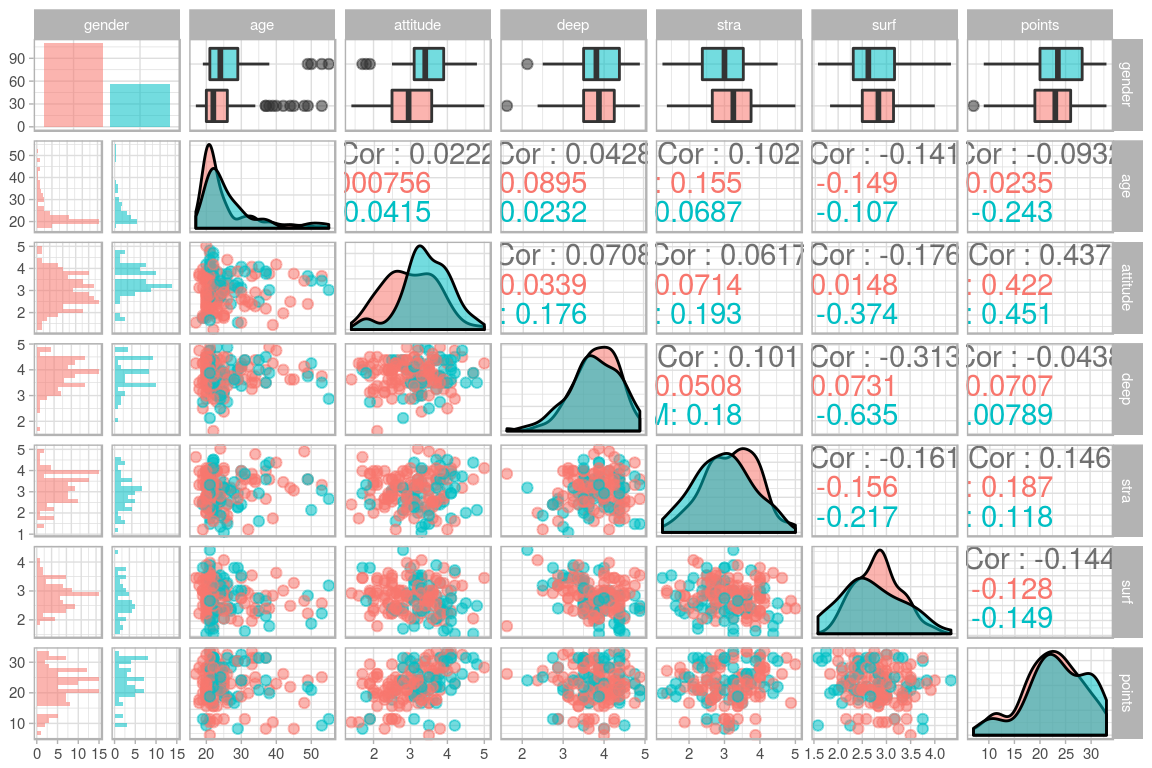 gender age attitude deep stra surf points
90
60
30
0
gender
50
40
30
20
Cor : 0.0222 Cor : 0.0428 Cor : 0.102 Cor : -0.141 Cor : -0.0932
000756 0.0895 : 0.155 -0.149 0.0235
0.0415 0.0232 0.0687 -0.107 -0.243
age
5
4
3
2
Cor : 0.0708 Cor : 0.0617 Cor : -0.176 Cor : 0.437
0.0339 0.0714 0.0148 : 0.422
: 0.176 : 0.193 -0.374 : 0.451
attitude
5
4
3
2
Cor : 0.101 Cor : -0.313 Cor : -0.0438
0.0508 0.0731 0.0707
M: 0.18 -0.635 .00789
deep
5
4
3
2
1
Cor : -0.161 Cor : 0.146
-0.156 : 0.187
-0.217 : 0.118
stra
4
3
2
Cor : -0.144
-0.128
-0.149
surf
30
20
10
points
0 5 10 15 0 5 10 15 20 30 40 50 2 3 4 5 2 3 4 5 2 3 4 5 1.5 2.0 2.5 3.0 3.5 4.0 10 15 20 25 30